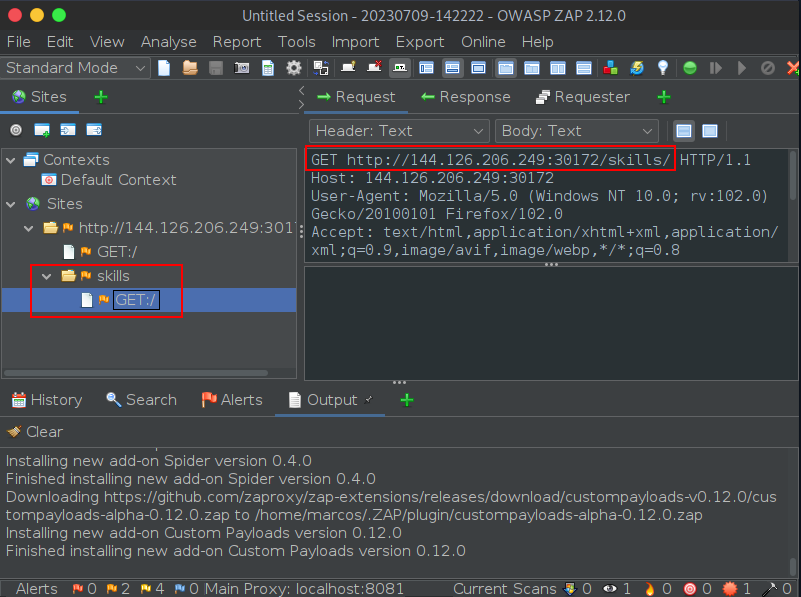 Untitled Session - 20230709-142222 - OWASP ZAP 2.12.0
File Edit View Analyse Report Tools Import Export Online Help
Standard Mode
Sites
Request Response Requester
Header: Text Body: Text
Contexts
Default Context
Sites
http://144.126.206.249:3017
GET:/
skills
GET:/
GET http://144.126.206.249:30172/skills/ HTTP/1.1
Host: 144.126.206.249:30172
User-Agent: Mozilla/5.0 (Windows NT 10.0; rv:102.0)
Gecko/20100101 Firefox/102.0
Accept: text/html,application/xhtml+xml,application/
xml;q=0.9,image/avif,image/webp,*/*;q=0.8
History Search Alerts Output
Clear
Installing new add-on Spider version 0.4.0
Finished installing new add-on Spider version 0.4.0
Downloading https://github.com/zaproxy/zap-extensions/releases/download/custompayloads-v0.12.0/cus
tompayloads-alpha-0.12.0.zap to /home/marcos/.ZAP/plugin/custompayloads-alpha-0.12.0.zap
Installing new add-on Custom Payloads version 0.12.0
Finished installing new add-on Custom Payloads version 0.12.0
Alerts 0 2 4 0 Main Proxy: localhost:8081 Current Scans 0 1 0 0 1 0